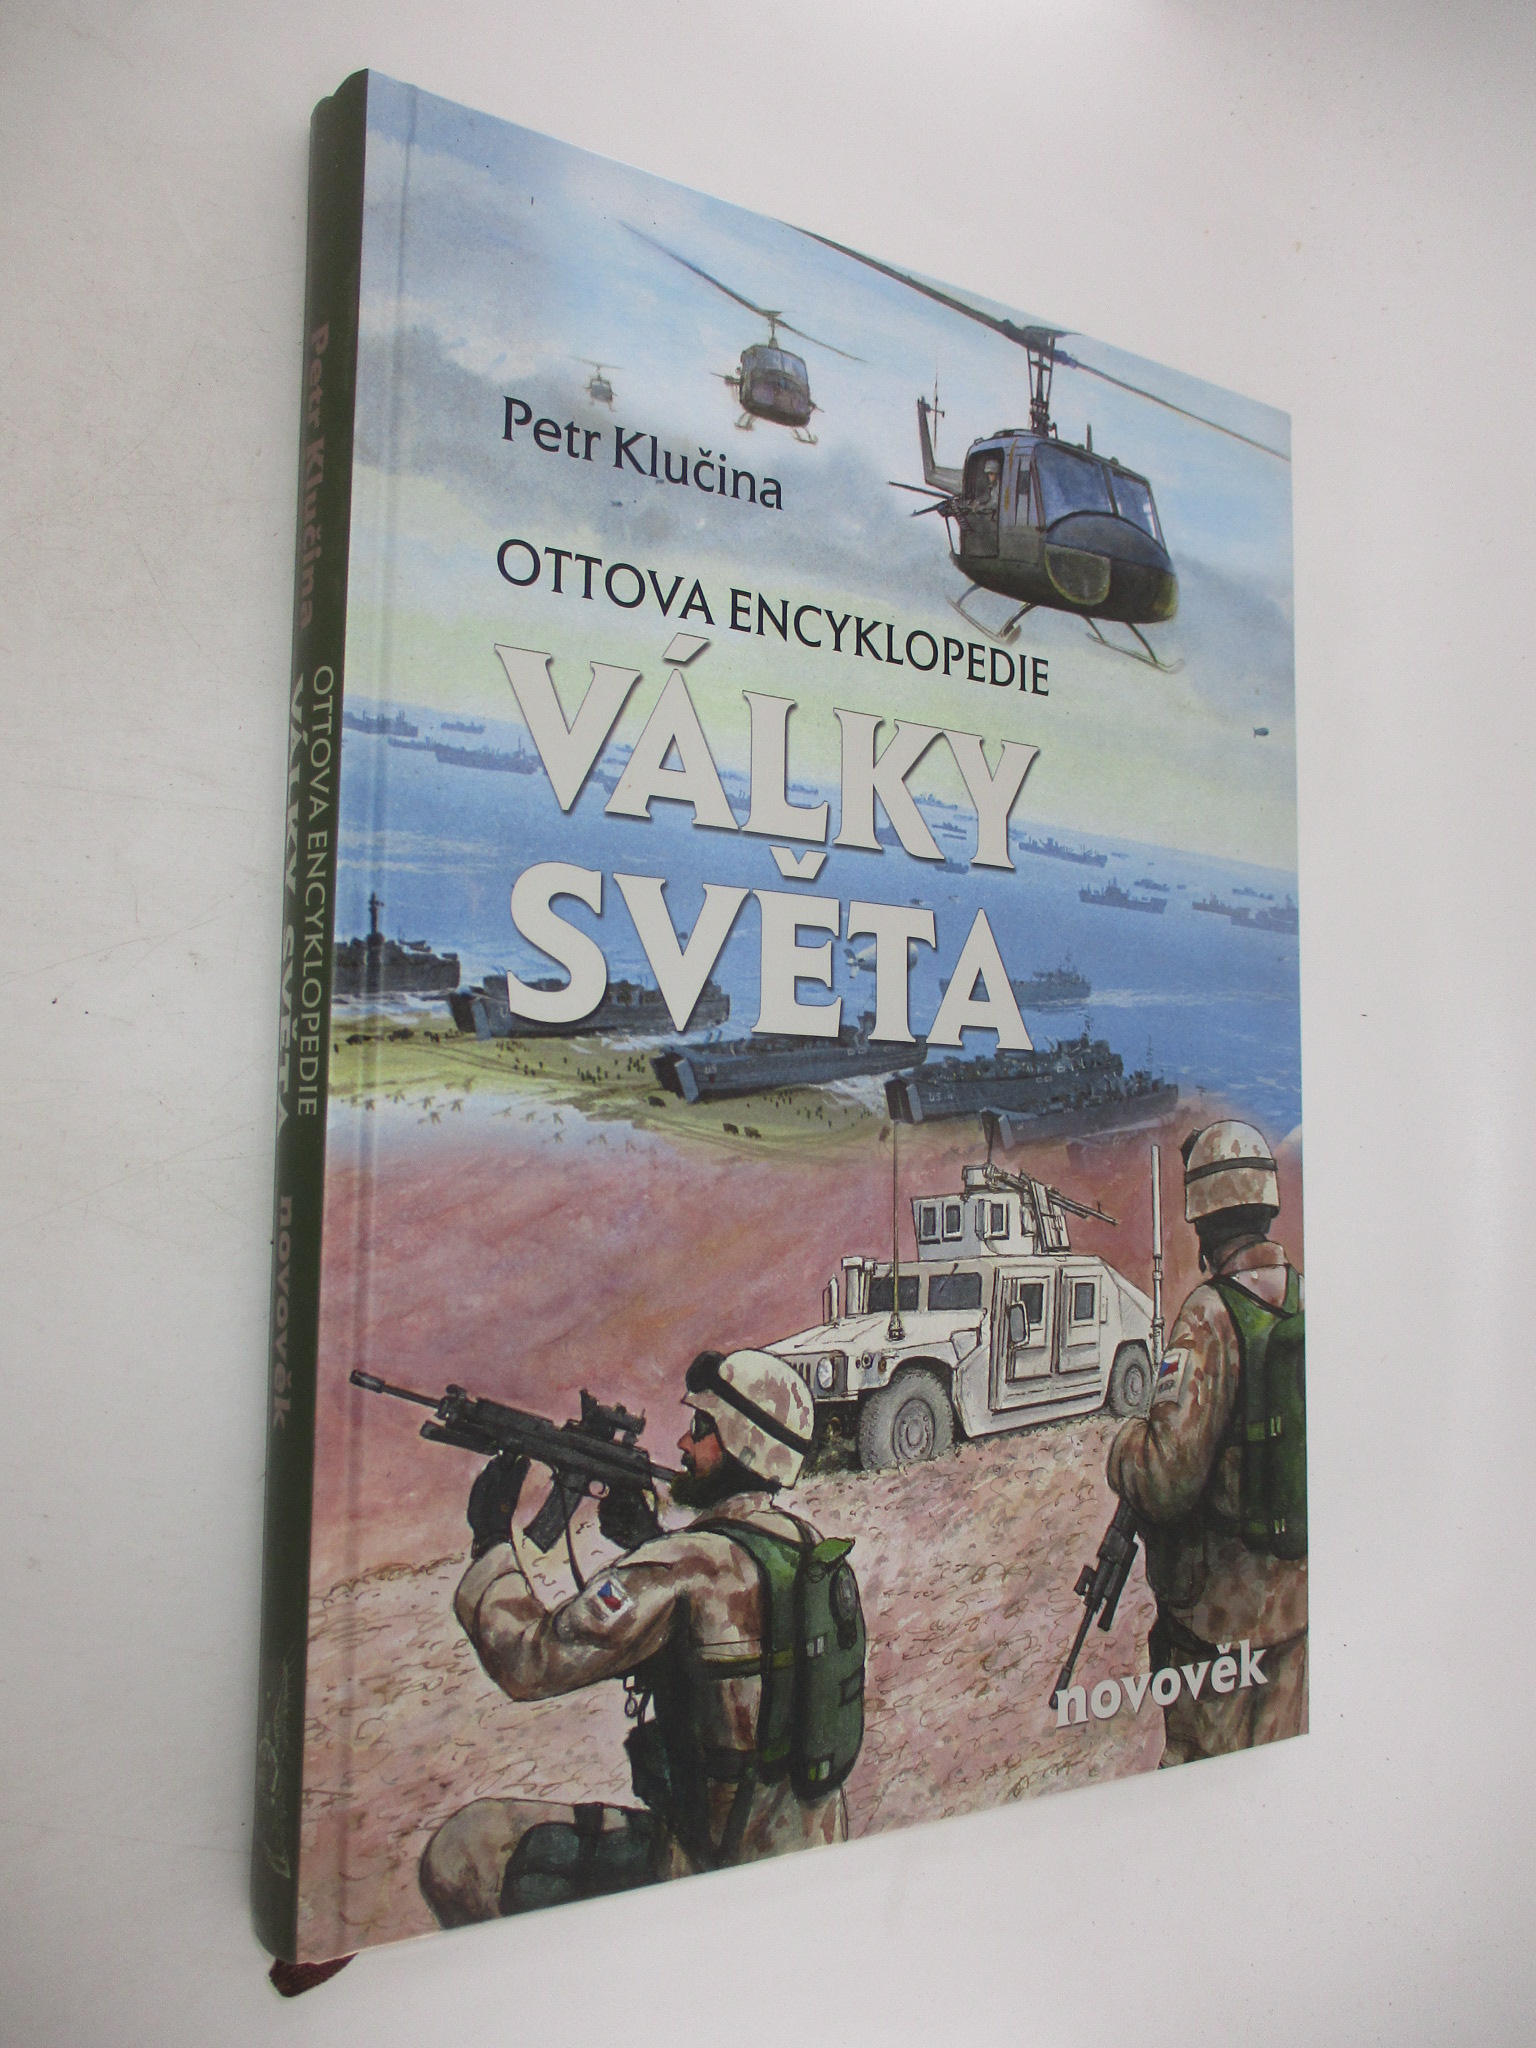 Petr Klučina
OTTOVA ENCYKLOPEDIE
VÁLKY
SVĚTA
novověk
Petr Klučina
OTTOVA ENCYKLOPEDIE
VÁLKY SVĚTA
novověk